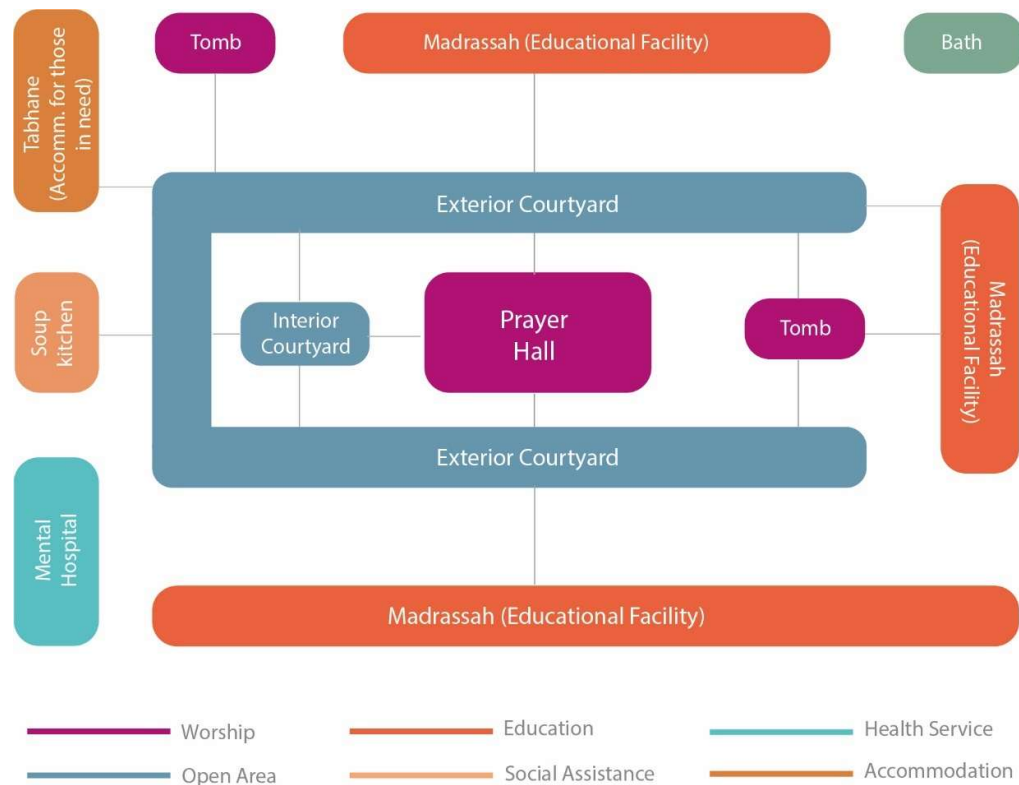 Tabhane
(Accomm. for those
in need)
Tomb
Madrassah (Educational Facility)
Bath
Exterior Courtyard
Madrassah
(Educational Facility)
Soup
kitchen
Interior
Courtyard
Prayer
Hall
Tomb
Exterior Courtyard
Mental
Hospital
Madrassah (Educational Facility)
Worship
Education
Health Service
Open Area
Social Assistance
Accommodation